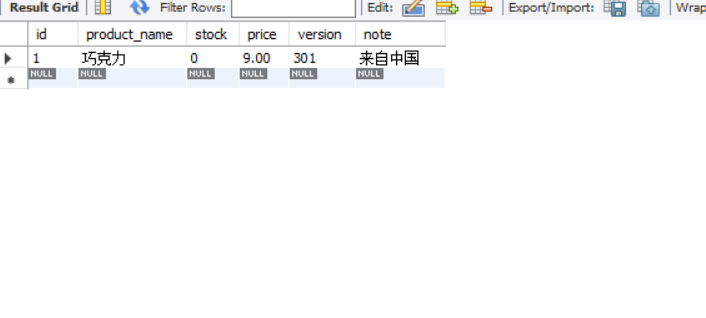 Result Grid Filter Rows: Edit: Export/Import: Wrap
id product_name stock price version note
1 巧克力 0 9.00 301 来自中国
NULL NULL NULL NULL NULL NULL